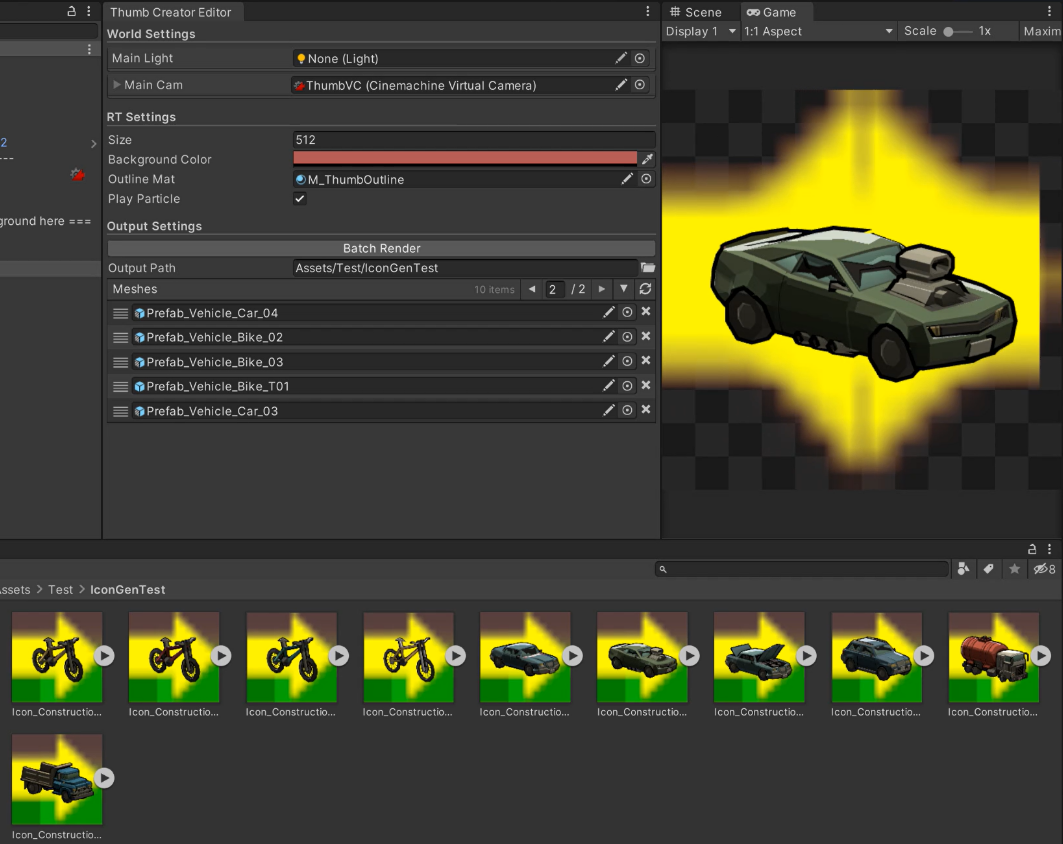 Thumb Creator Editor
Scene
Game
World Settings
Display 1
1:1 Aspect
Scale
1x
Maxim
Main Light
None (Light)
Main Cam
ThumbVC (Cinemachine Virtual Camera)
RT Settings
Size
512
2
---
Background Color
Outline Mat
M_ThumbOutline
Play Particle
ground here ===
Output Settings
Batch Render
Output Path
Assets/Test/IconGenTest
Meshes
10 items
2
/ 2
Prefab_Vehicle_Car_04
Prefab_Vehicle_Bike_02
Prefab_Vehicle_Bike_03
Prefab_Vehicle_Bike_T01
Prefab_Vehicle_Car_03
8
ssets > Test > IconGenTest
Icon_Constructio...
Icon_Constructio...
Icon_Constructio...
Icon_Constructio...
Icon_Constructio...
Icon_Constructio...
Icon_Constructio...
Icon_Constructio...
Icon_Constructio...
Icon_Constructio...